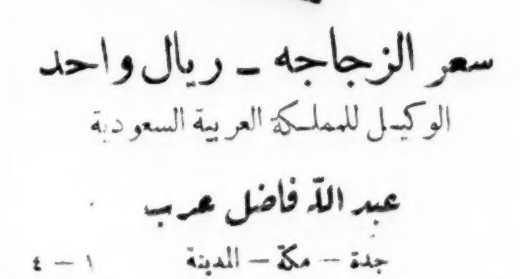 سعر الزجاجه ـ ريال واحد
الوكيل للمملكة العربية السعودية
عبد الله فاضل عرب
جدة — مكة — المدينة ١ — ٤